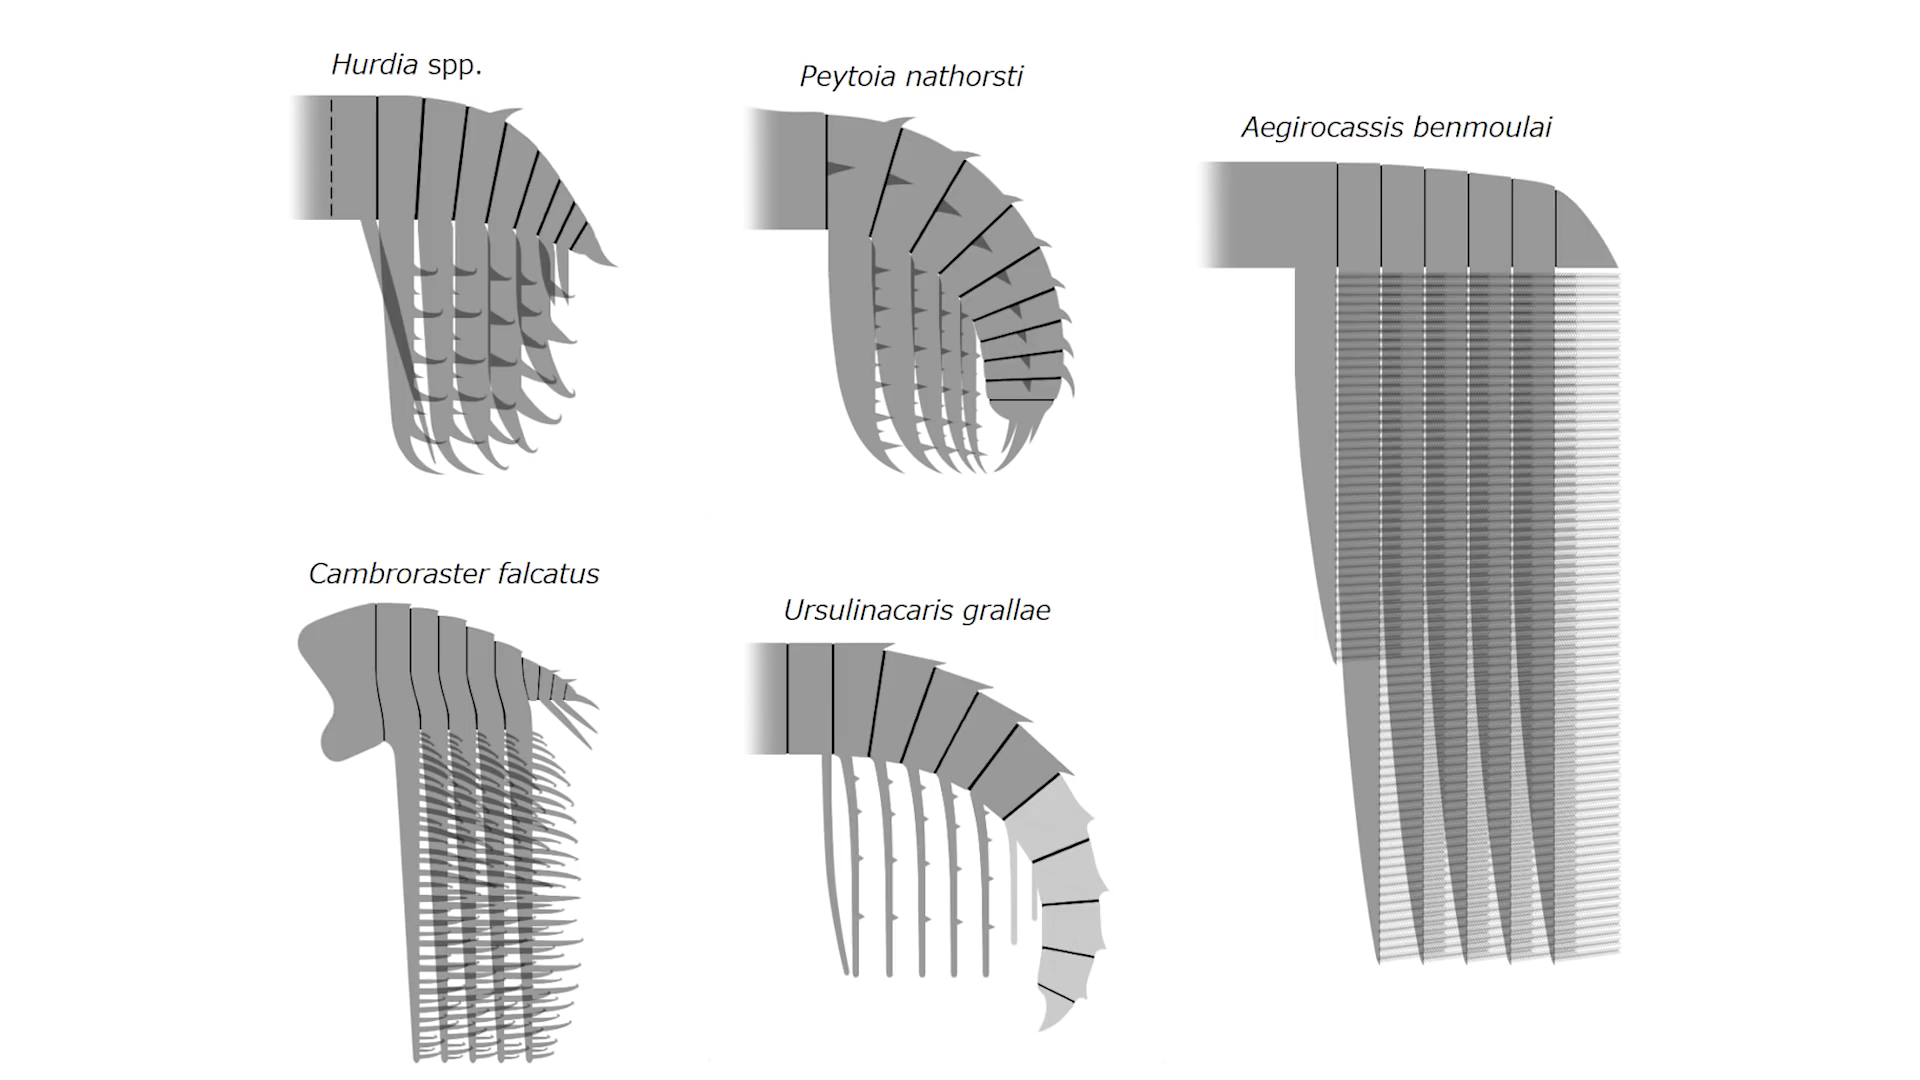 Hurdia spp.
Peytoia nathorsti
Aegirocassis benmoulai
Cambroraster falcatus
Ursulinacaris grallae